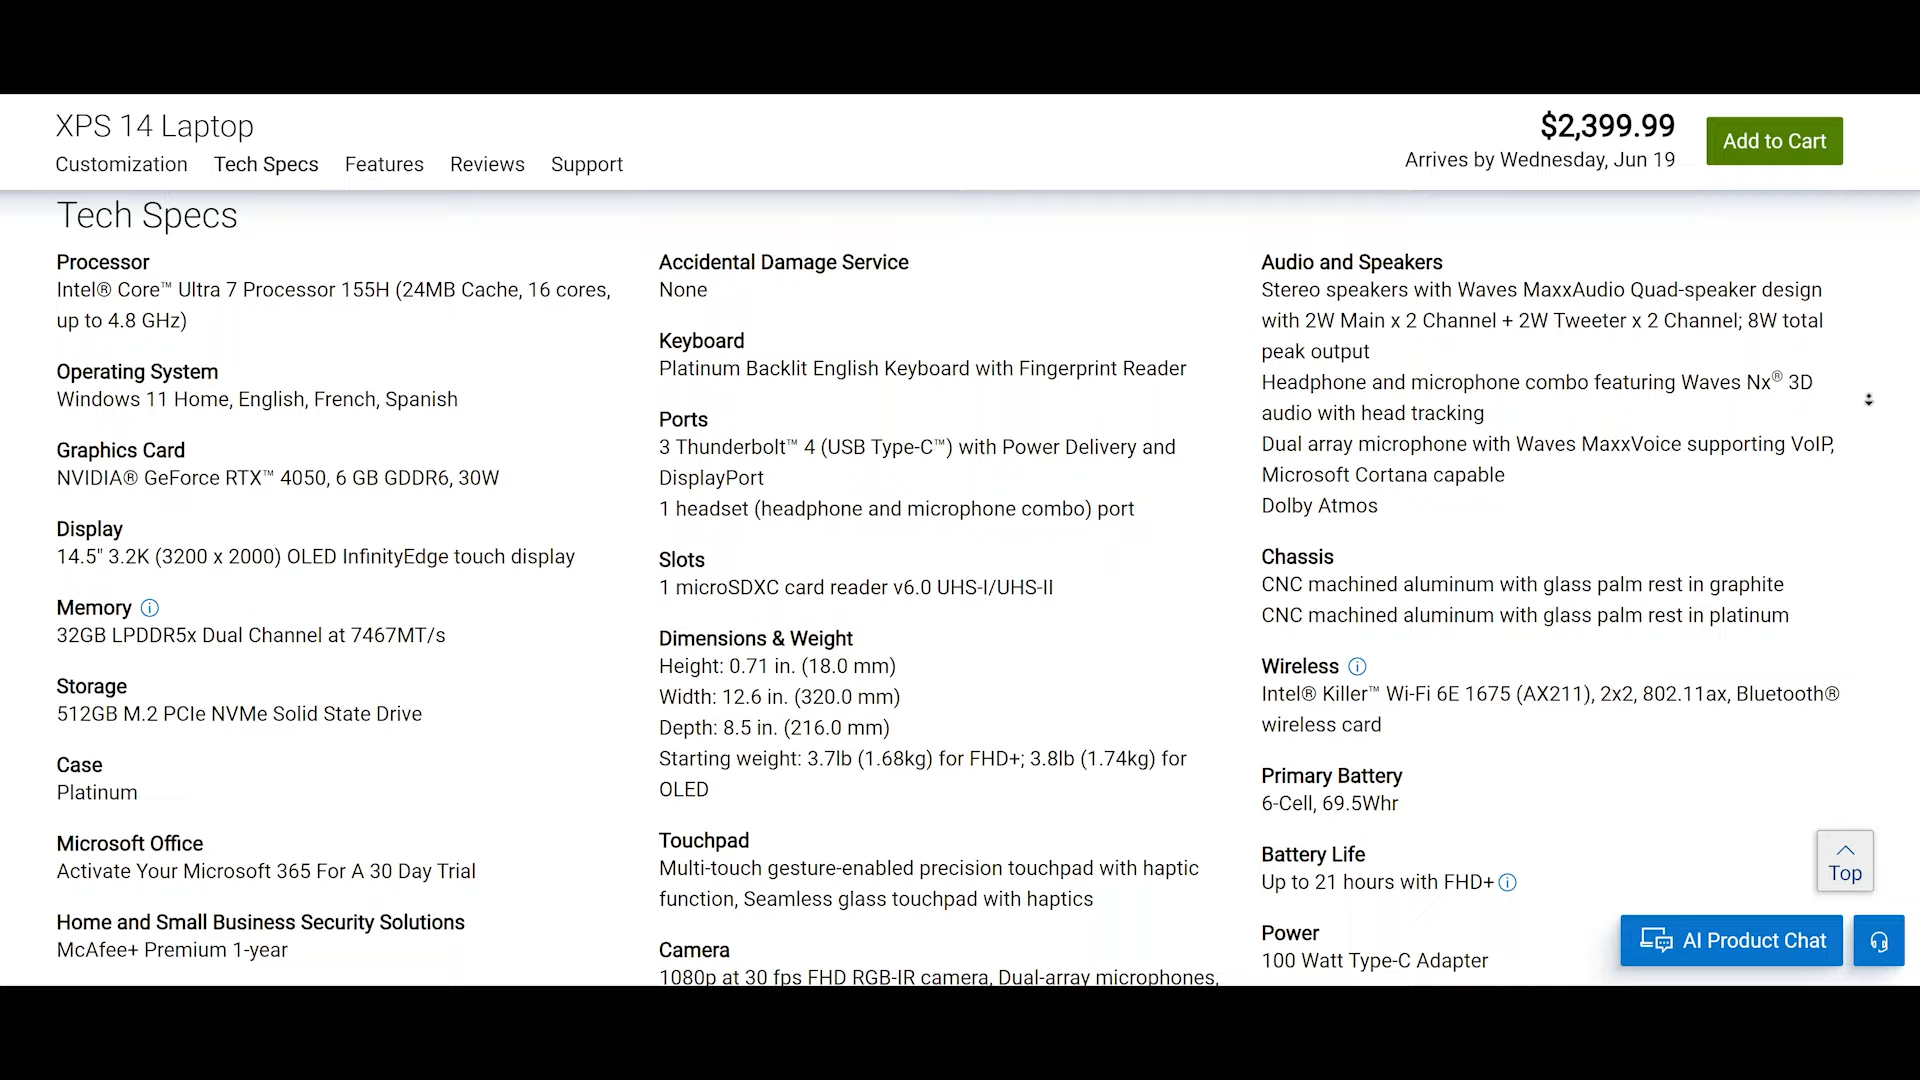 XPS 14 Laptop
$2,399.99
Add to Cart
Arrives by Wednesday, Jun 19
Customization Tech Specs Features Reviews Support
Tech Specs
Processor
Intel® Core™ Ultra 7 Processor 155H (24MB Cache, 16 cores,
up to 4.8 GHz)
Operating System
Windows 11 Home, English, French, Spanish
Graphics Card
NVIDIA® GeForce RTX™ 4050, 6 GB GDDR6, 30W
Display
14.5" 3.2K (3200 x 2000) OLED InfinityEdge touch display
Memory
32GB LPDDR5x Dual Channel at 7467MT/s
Storage
512GB M.2 PCIe NVMe Solid State Drive
Case
Platinum
Microsoft Office
Activate Your Microsoft 365 For A 30 Day Trial
Home and Small Business Security Solutions
McAfee+ Premium 1-year
Accidental Damage Service
None
Keyboard
Platinum Backlit English Keyboard with Fingerprint Reader
Ports
3 Thunderbolt™ 4 (USB Type-C™) with Power Delivery and
DisplayPort
1 headset (headphone and microphone combo) port
Slots
1 microSDXC card reader v6.0 UHS-I/UHS-II
Dimensions & Weight
Height: 0.71 in. (18.0 mm)
Width: 12.6 in. (320.0 mm)
Depth: 8.5 in. (216.0 mm)
Starting weight: 3.7lb (1.68kg) for FHD+; 3.8lb (1.74kg) for
OLED
Touchpad
Multi-touch gesture-enabled precision touchpad with haptic
function, Seamless glass touchpad with haptics
Camera
1080p at 30 fps FHD RGB-IR camera, Dual-array microphones,
Audio and Speakers
Stereo speakers with Waves MaxxAudio Quad-speaker design
with 2W Main x 2 Channel + 2W Tweeter x 2 Channel; 8W total
peak output
Headphone and microphone combo featuring Waves Nx® 3D
audio with head tracking
Dual array microphone with Waves MaxxVoice supporting VoIP,
Microsoft Cortana capable
Dolby Atmos
Chassis
CNC machined aluminum with glass palm rest in graphite
CNC machined aluminum with glass palm rest in platinum
Wireless
Intel® Killer™ Wi-Fi 6E 1675 (AX211), 2x2, 802.11ax, Bluetooth®
wireless card
Primary Battery
6-Cell, 69.5Whr
Battery Life
Up to 21 hours with FHD+
Power
100 Watt Type-C Adapter
Top
AI Product Chat